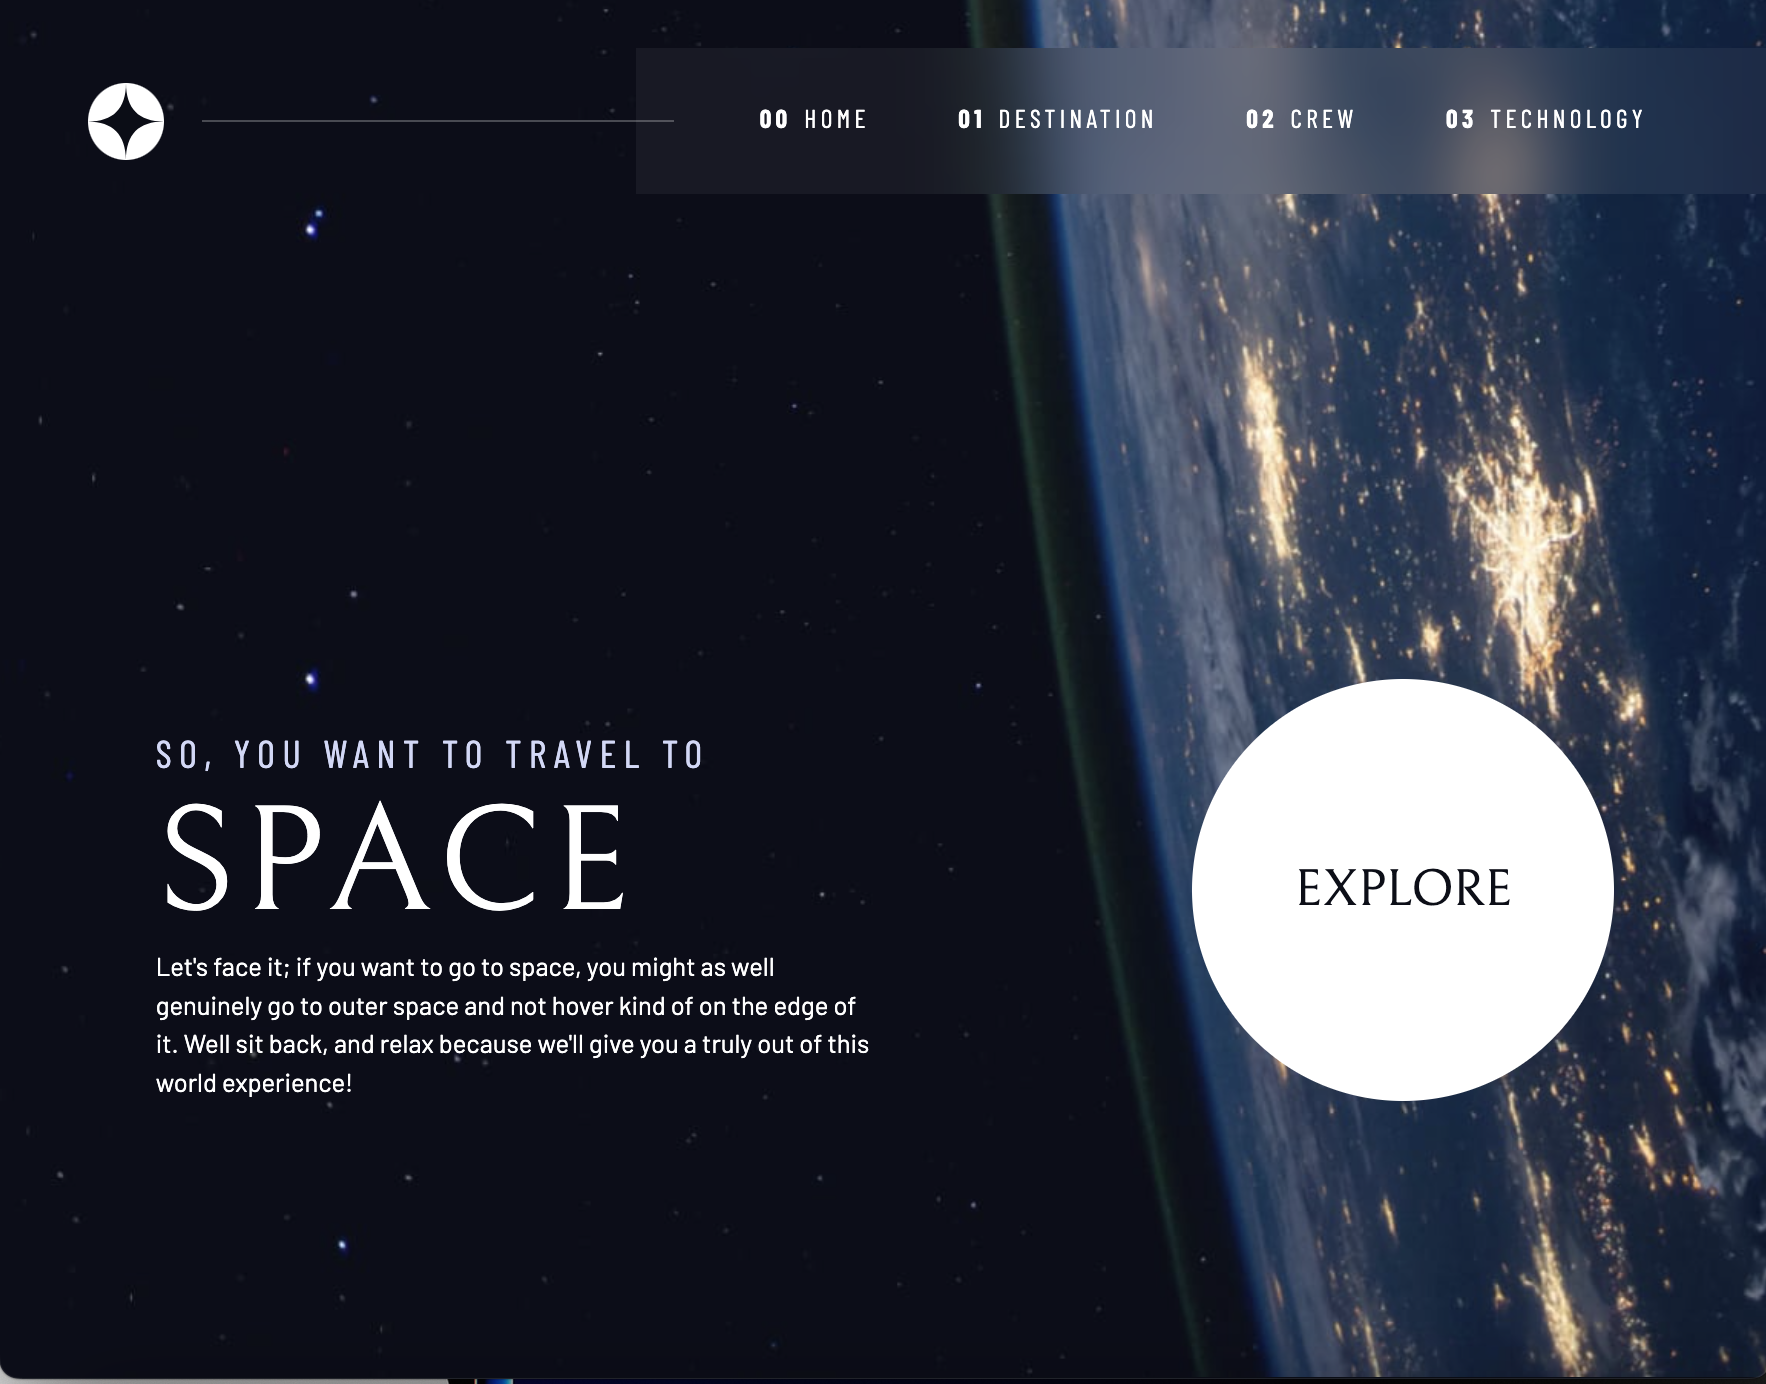 00 HOME 01 DESTINATION 02 CREW 03 TECHNOLOGY
SO, YOU WANT TO TRAVEL TO
SPACE
Let's face it; if you want to go to space, you might as well
genuinely go to outer space and not hover kind of on the edge of
it. Well sit back, and relax because we'll give you a truly out of this
world experience!
EXPLORE